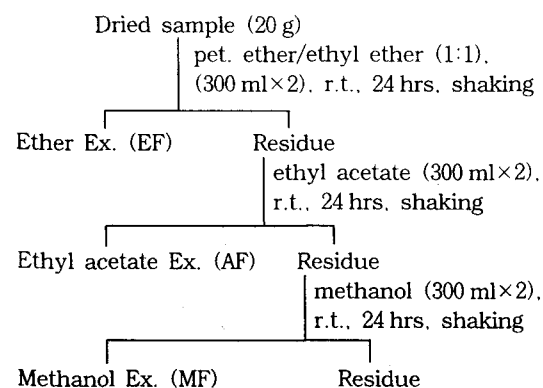 Dried sample (20 g)
pet. ether/ethyl ether (1:1),
(300 ml×2), r.t., 24 hrs, shaking
Ether Ex. (EF) Residue
ethyl acetate (300 ml×2),
r.t., 24 hrs, shaking
Ethyl acetate Ex. (AF) Residue
methanol (300 ml×2),
r.t., 24 hrs, shaking
Methanol Ex. (MF) Residue